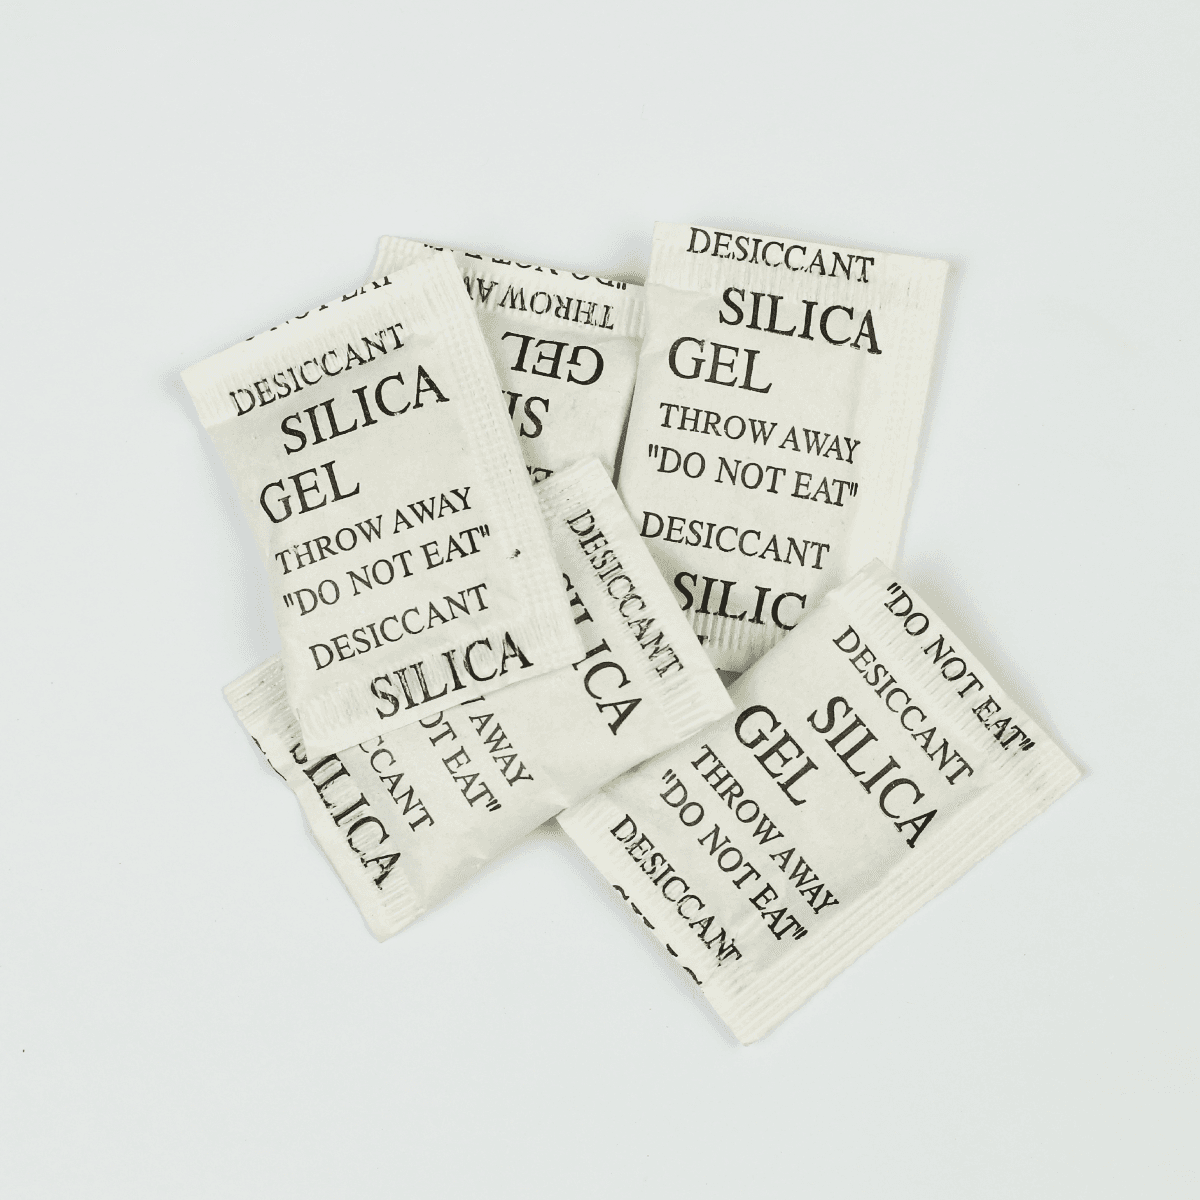 DESICCANT
SILICA
GEL
THROW AWAY
"DO NOT EAT"
DESICCANT
SILICA
THROW
GEL
DESICCANT
SILICA
GEL
THROW AWAY
"DO NOT EAT"
DESICCANT
SILIC
DESICCANT
SILICA
AWAY
EAT"
SILICA
"DO NOT EAT"
DESICCANT
SILICA
GEL
THROW AWAY
"DO NOT EAT"
DESICCANT